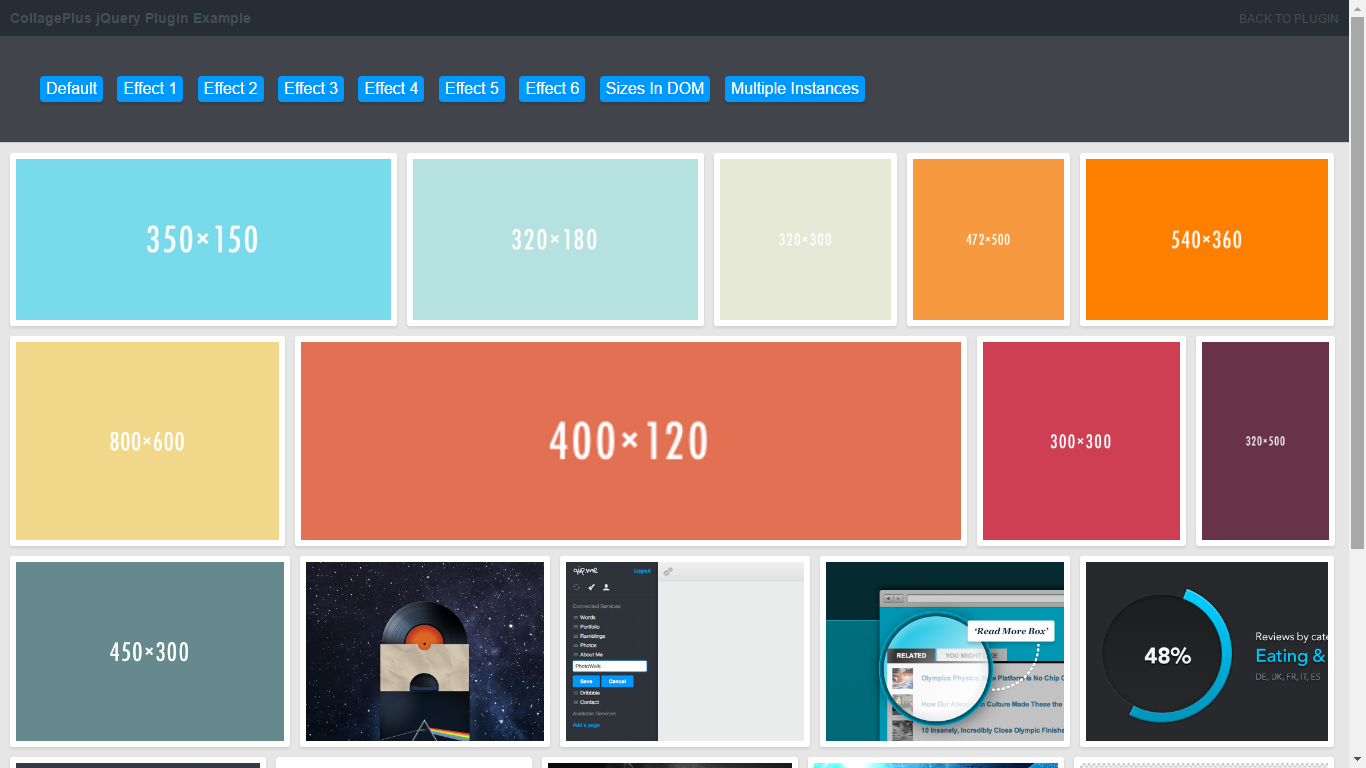 CollagePlus jQuery Plugin Example
BACK TO PLUGIN
Default
Effect 1
Effect 2
Effect 3
Effect 4
Effect 5
Effect 6
Sizes In DOM
Multiple Instances
350×150
320×180
320×300
472×500
540×360
800×600
400×120
300×300
320×500
450×300
Logout
Connected Services
Words
Portfolio
Ramblings
Photos
About Me
PhotoWalk
Save
Cancel
Dribbble
Contact
Available Services
Add a page
'Read More Box'
RELATED
YOU MIGHT
Olympics Physics: Platform Is No Chip
How Our In Culture Made These the
10 Insanely, Incredibly Close Olympic Finishe
48%
Reviews by cate
Eating &
DE, UK, FR, IT, ES